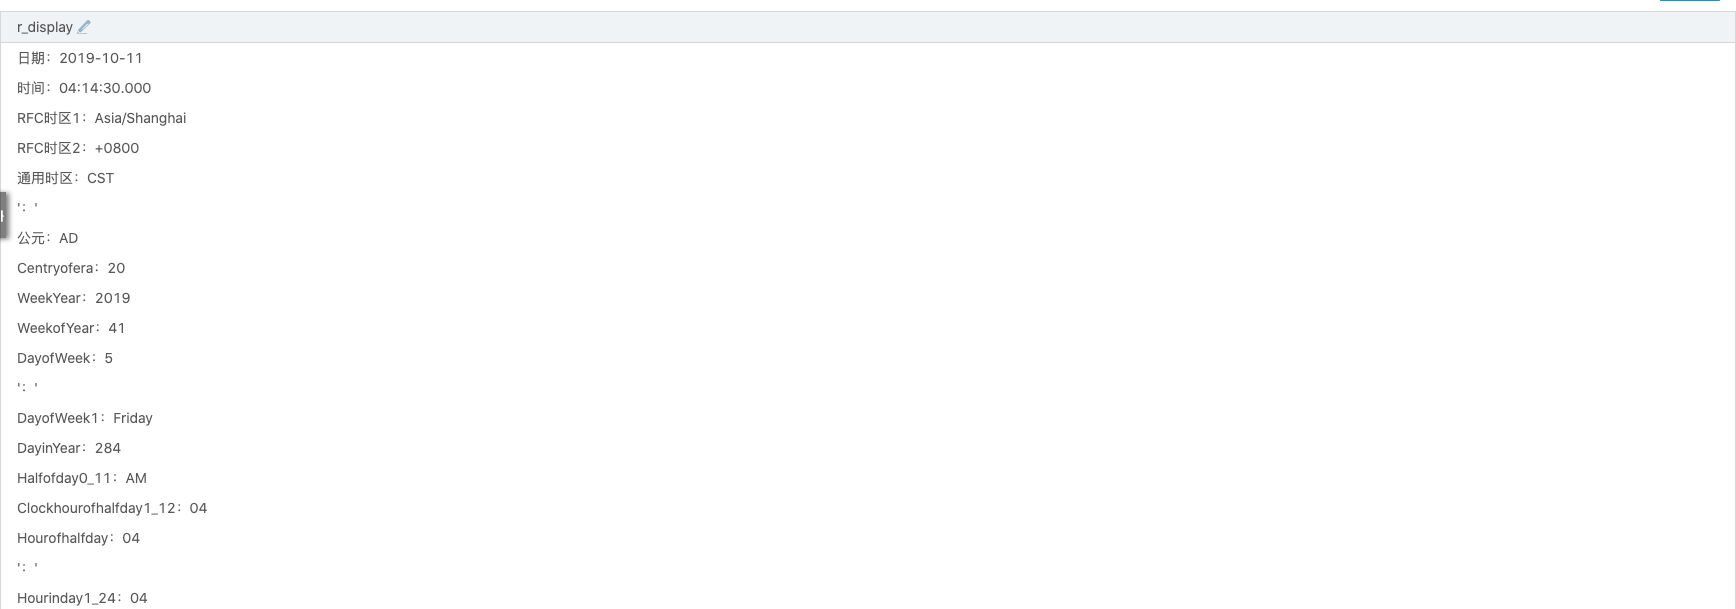 r_display
日期：2019-10-11
时间：04:14:30.000
RFC时区1：Asia/Shanghai
RFC时区2：+0800
通用时区：CST
'：'
公元：AD
Centryofera：20
WeekYear：2019
WeekofYear：41
DayofWeek：5
'：'
DayofWeek1：Friday
DayinYear：284
Halfofday0_11：AM
Clockhourofhalfday1_12：04
Hourofhalfday：04
'：'
Hourinday1_24：04